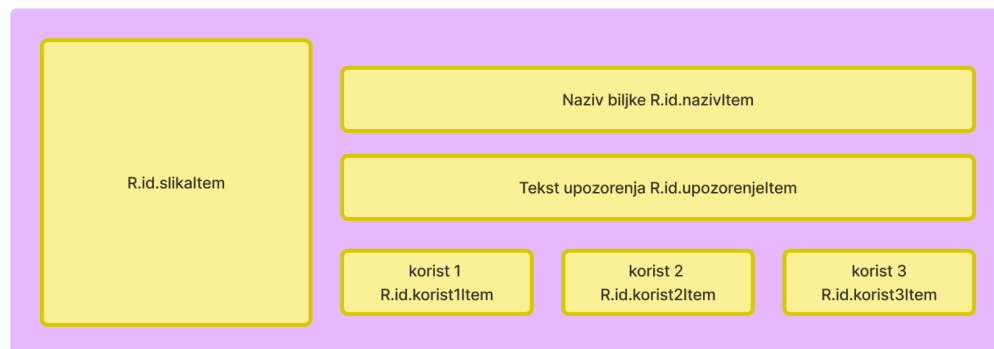 R.id.slikaItem
Naziv biljke R.id.nazivItem
Tekst upozorenja R.id.upozorenjeItem
korist 1
R.id.korist1Item
korist 2
R.id.korist2Item
korist 3
R.id.korist3Item